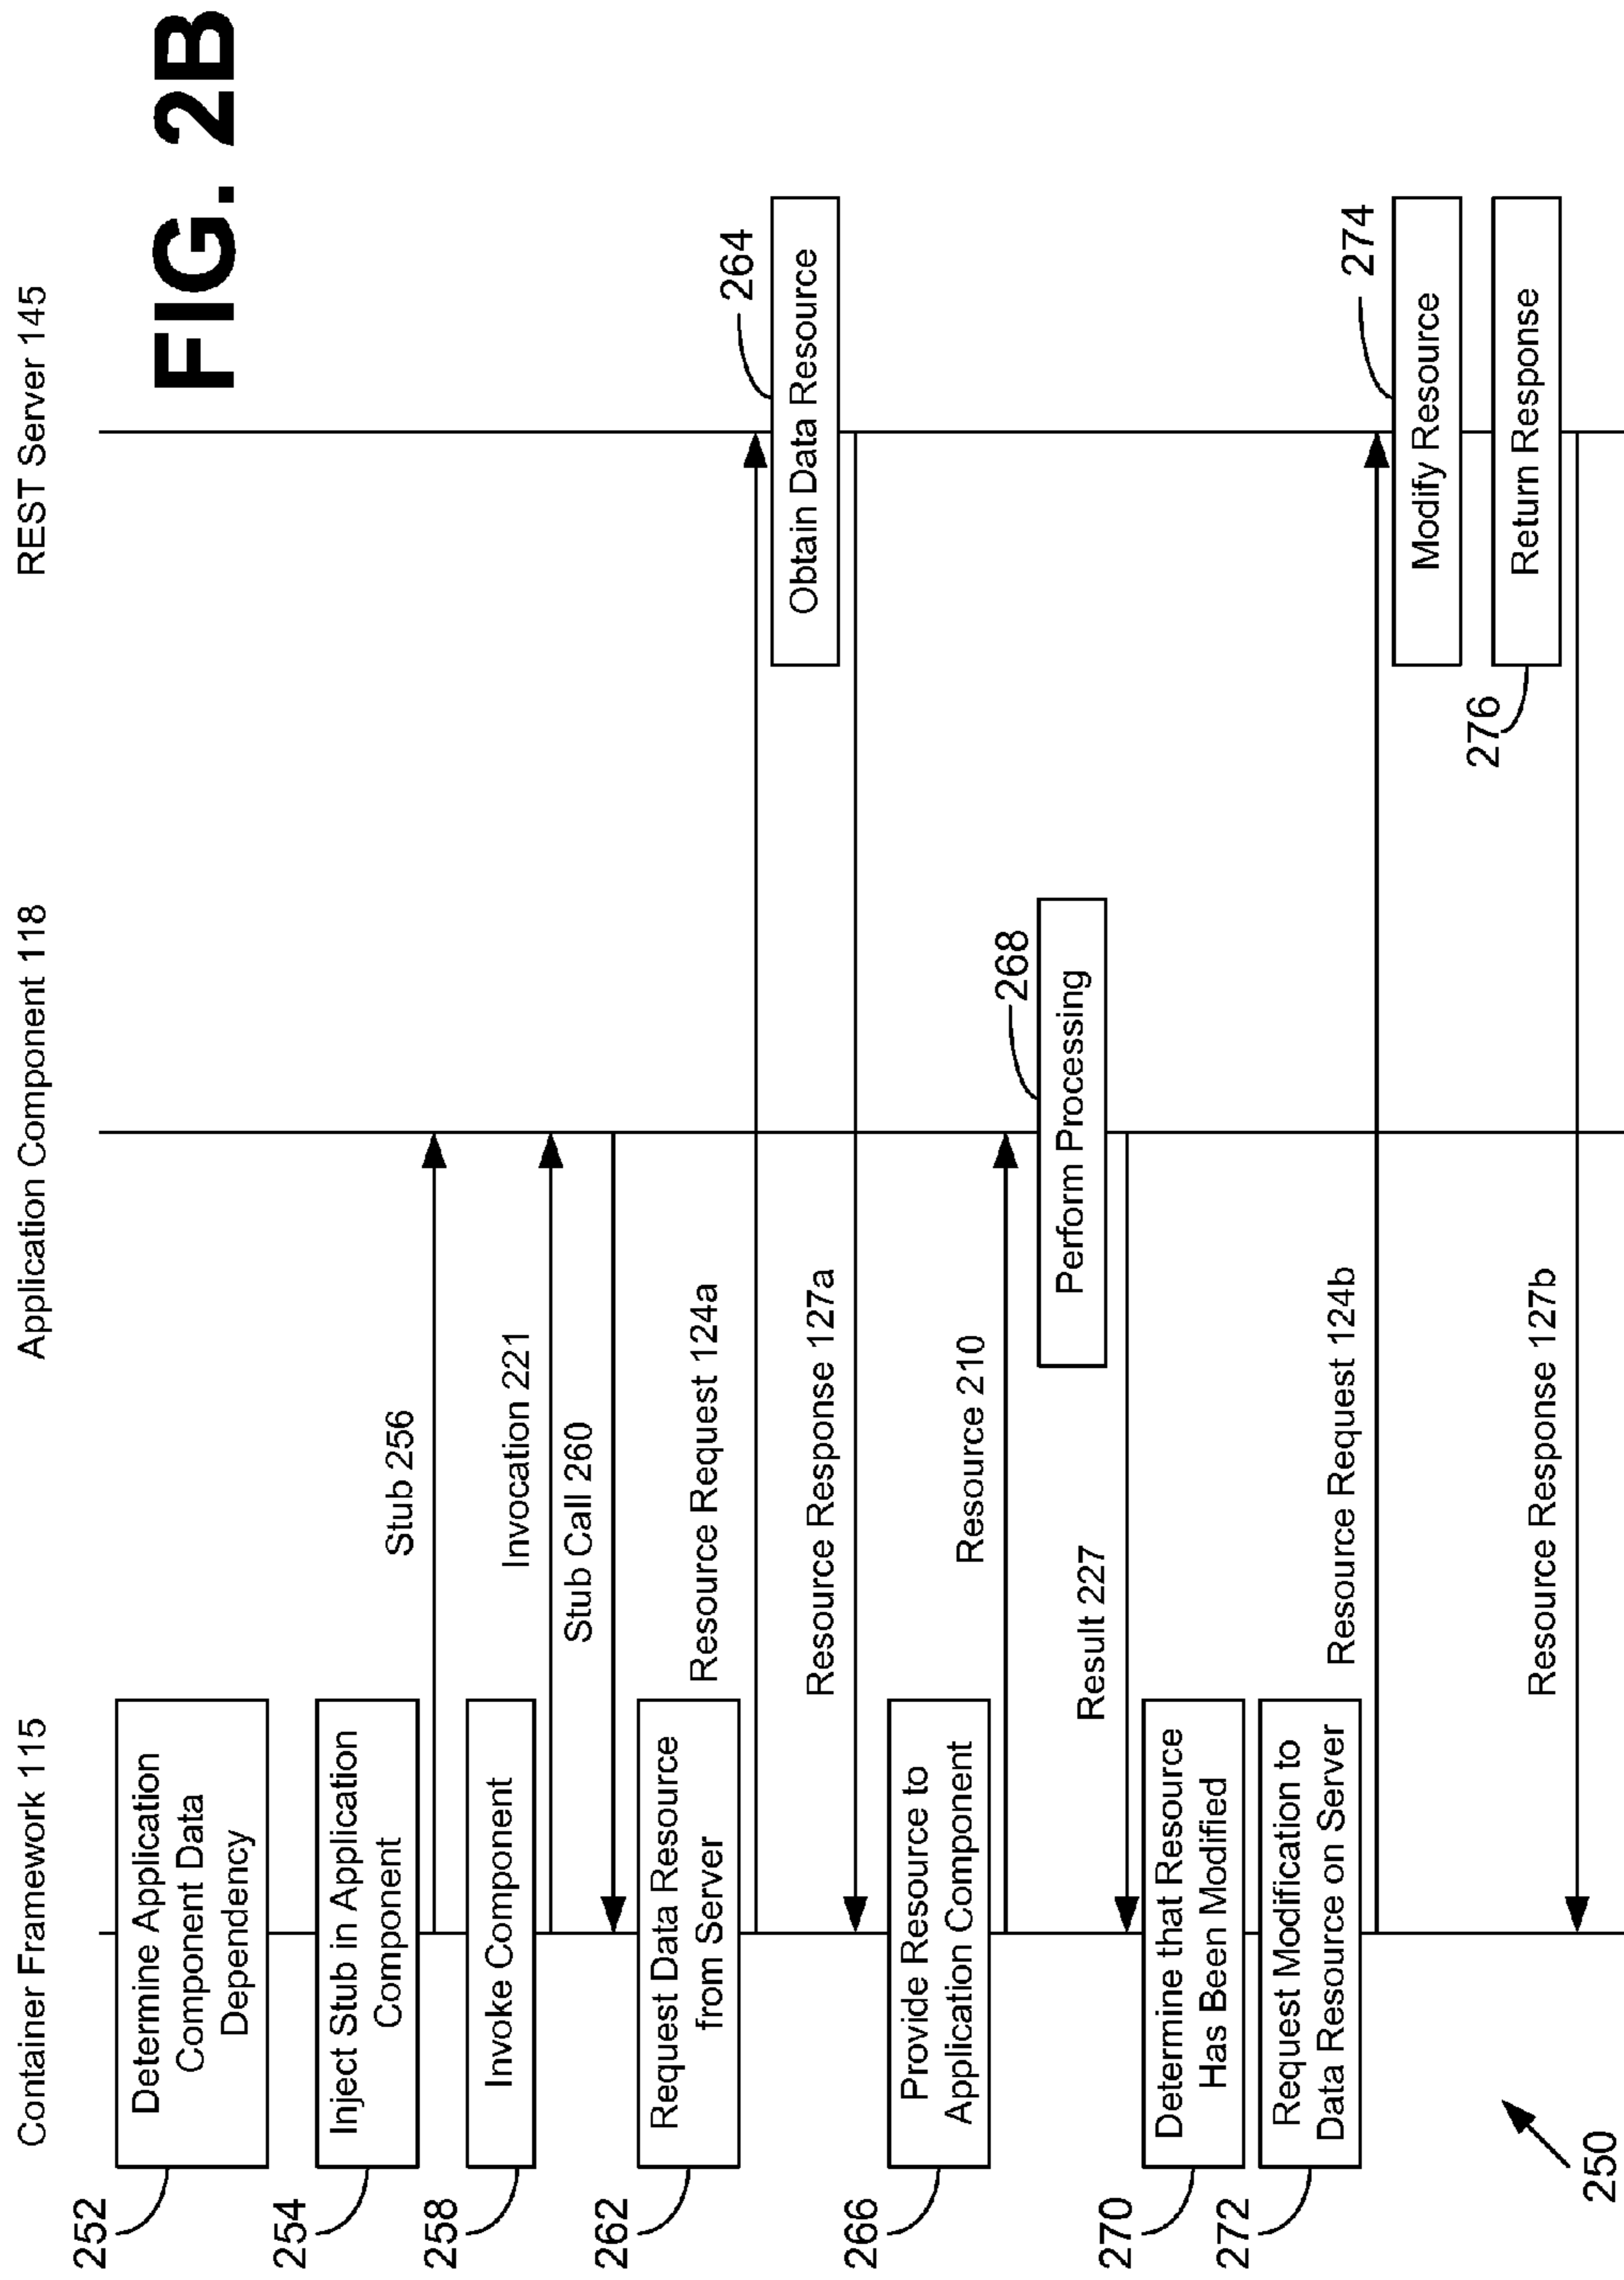 Container Framework 115
Application Component 118
REST Server 145
FIG. 2B
252
Determine Application
Component Data
Dependency
254
Inject Stub in Application
Component
Stub 256
258
Invoke Component
Invocation 221
Stub Call 260
262
Request Data Resource
from Server
Resource Request 124a
264
Obtain Data Resource
Resource Response 127a
266
Provide Resource to
Application Component
Resource 210
268
Perform Processing
Result 227
270
Determine that Resource
Has Been Modified
272
Request Modification to
Data Resource on Server
Resource Request 124b
274
Modify Resource
276
Return Response
Resource Response 127b
250